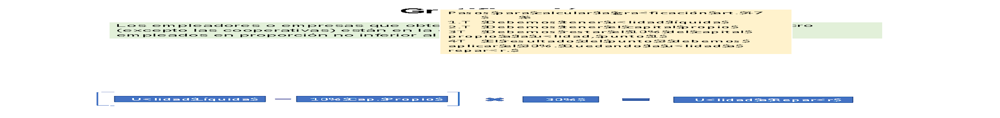 Gr
Pasos$para$calcular$la$gra<ficación$art.$47
$ $$
Los empleadores o empresas que obte
cro
(excepto las cooperativas) están en la
empleados en proporción no inferior al
1.T $Debemos$tener$u<lidad$líquida$
2.T $Debemos$tener$el$capital$propio$
3T $Debemos$restar$el$10%$del$capital$
propio$a$la$u<lidad,$punto$1$
4T $El$resultado$del$punto$3$debemos$
aplicar$el$30%.$Quedando$la$u<lidad$a$
repar<r.$
U<lidad$Líquida$ – 10%$Cap.$Propio$ × 30%$ = U<lidad$a$Repar<r$